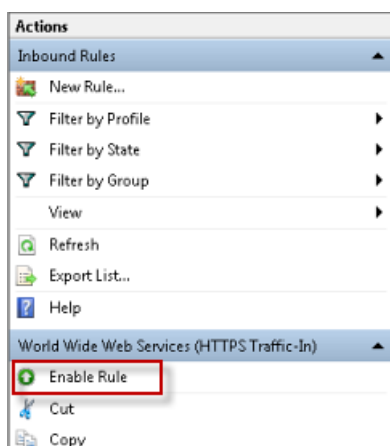 Actions
Inbound Rules
New Rule...
Filter by Profile
Filter by State
Filter by Group
View
Refresh
Export List...
Help
World Wide Web Services (HTTPS Traffic-In)
Enable Rule
Cut
Copy